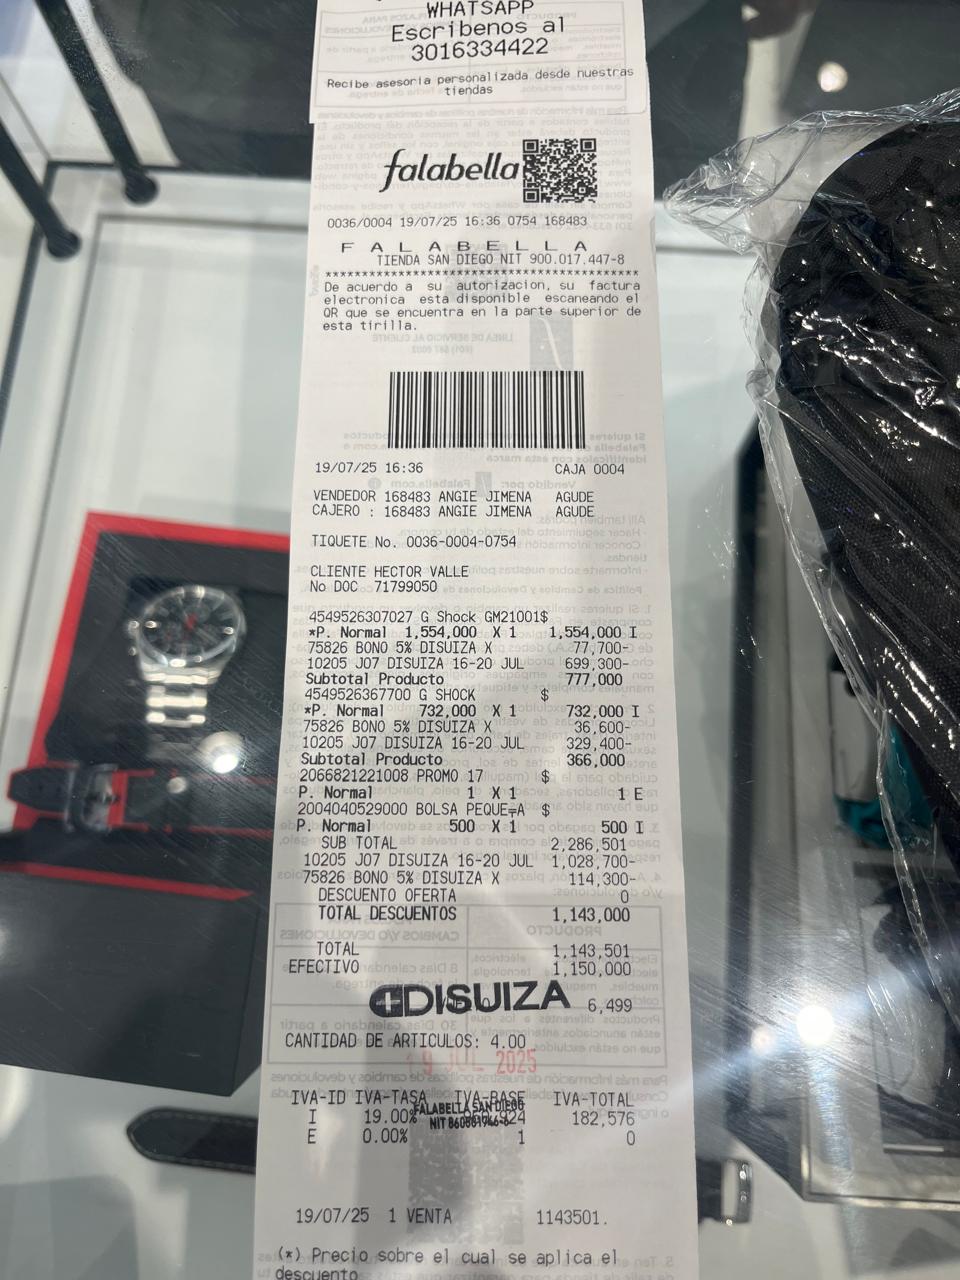 WHATSAPP
Escribenos al
3016334422
Recibe asesoria personalizada desde nuestras
tiendas
falabella
0036/0004 19/07/25 16:36 0754 168483
F A L A B E L L A
TIENDA SAN DIEGO NIT 900.017.447-8
******************************************
De acuerdo a su autorizacion, su factura
electronica esta disponible escaneando el
QR que se encuentra en la parte superior de
esta tirilla.
19/07/25 16:36 CAJA 0004
VENDEDOR 168483 ANGIE JIMENA AGUDE
CAJERO : 168483 ANGIE JIMENA AGUDE
TIQUETE No. 0036-0004-0754
CLIENTE HECTOR VALLE
No DOC 71799050
4549526307027 G Shock GM21001$
*P. Normal 1,554,000 X 1 1,554,000 I
75826 BONO 5% DISUIZA X 77,700-
10205 J07 DISUIZA 16-20 JUL 699,300-
Subtotal Producto 777,000
4549526367700 G SHOCK $
*P. Normal 732,000 X 1 732,000 I
75826 BONO 5% DISUIZA X 36,600-
10205 J07 DISUIZA 16-20 JUL 329,400-
Subtotal Producto 366,000
2066821221008 PROMO 17 $
P. Normal 1 X 1 1 E
2004040529000 BOLSA PEQUE╤A $
P. Normal 500 X 1 500 I
SUB TOTAL 2,286,501
10205 J07 DISUIZA 16-20 JUL 1,028,700-
75826 BONO 5% DISUIZA X 114,300-
DESCUENTO OFERTA 0
TOTAL DESCUENTOS 1,143,000
TOTAL 1,143,501
EFECTIVO 1,150,000
DISUIZA 6,499
CANTIDAD DE ARTICULOS: 4.00
9 JUL 2025
IVA-ID IVA-TASA IVA-BASE IVA-TOTAL
I 19.00% 182,576
FALABELLA SAN DIEGO
E 0.00% 1 0
19/07/25 1 VENTA 1143501.
(*) Precio sobre el cual se aplica el
descuento